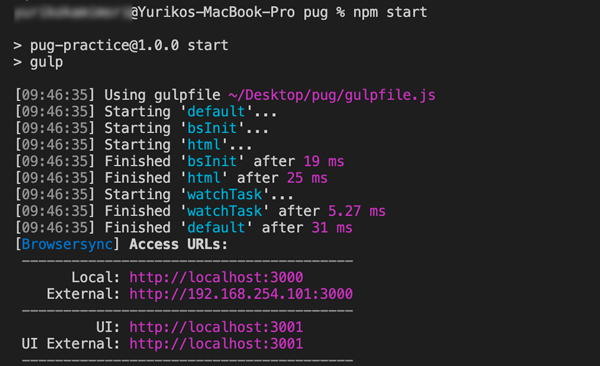 @Yurikos-MacBook-Pro pug % npm start
> pug-practice@1.0.0 start
> gulp
[09:46:35] Using gulpfile ~/Desktop/pug/gulpfile.js
[09:46:35] Starting 'default'...
[09:46:35] Starting 'bsInit'...
[09:46:35] Starting 'html'...
[09:46:35] Finished 'bsInit' after 19 ms
[09:46:35] Finished 'html' after 25 ms
[09:46:35] Starting 'watchTask'...
[09:46:35] Finished 'watchTask' after 5.27 ms
[09:46:35] Finished 'default' after 31 ms
[Browsersync] Access URLs:
--------------------------------------
Local: http://localhost:3000
External: http://192.168.254.101:3000
--------------------------------------
UI: http://localhost:3001
UI External: http://localhost:3001
--------------------------------------